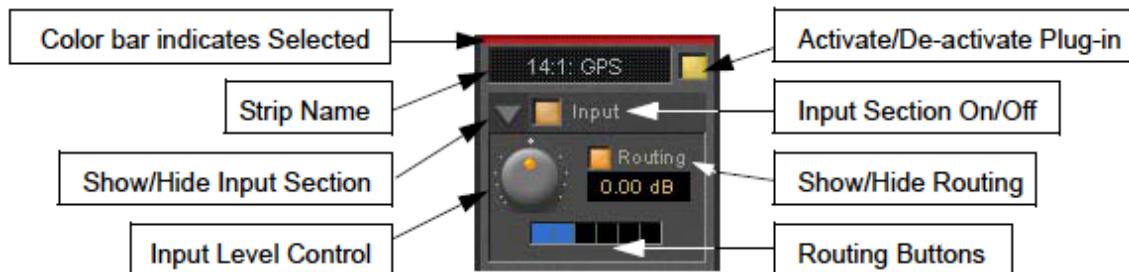 Color bar indicates Selected
Activate/De-activate Plug-in
14:1: GPS
Strip Name
Input
Input Section On/Off
Show/Hide Input Section
Routing
0.00 dB
Show/Hide Routing
Input Level Control
Routing Buttons